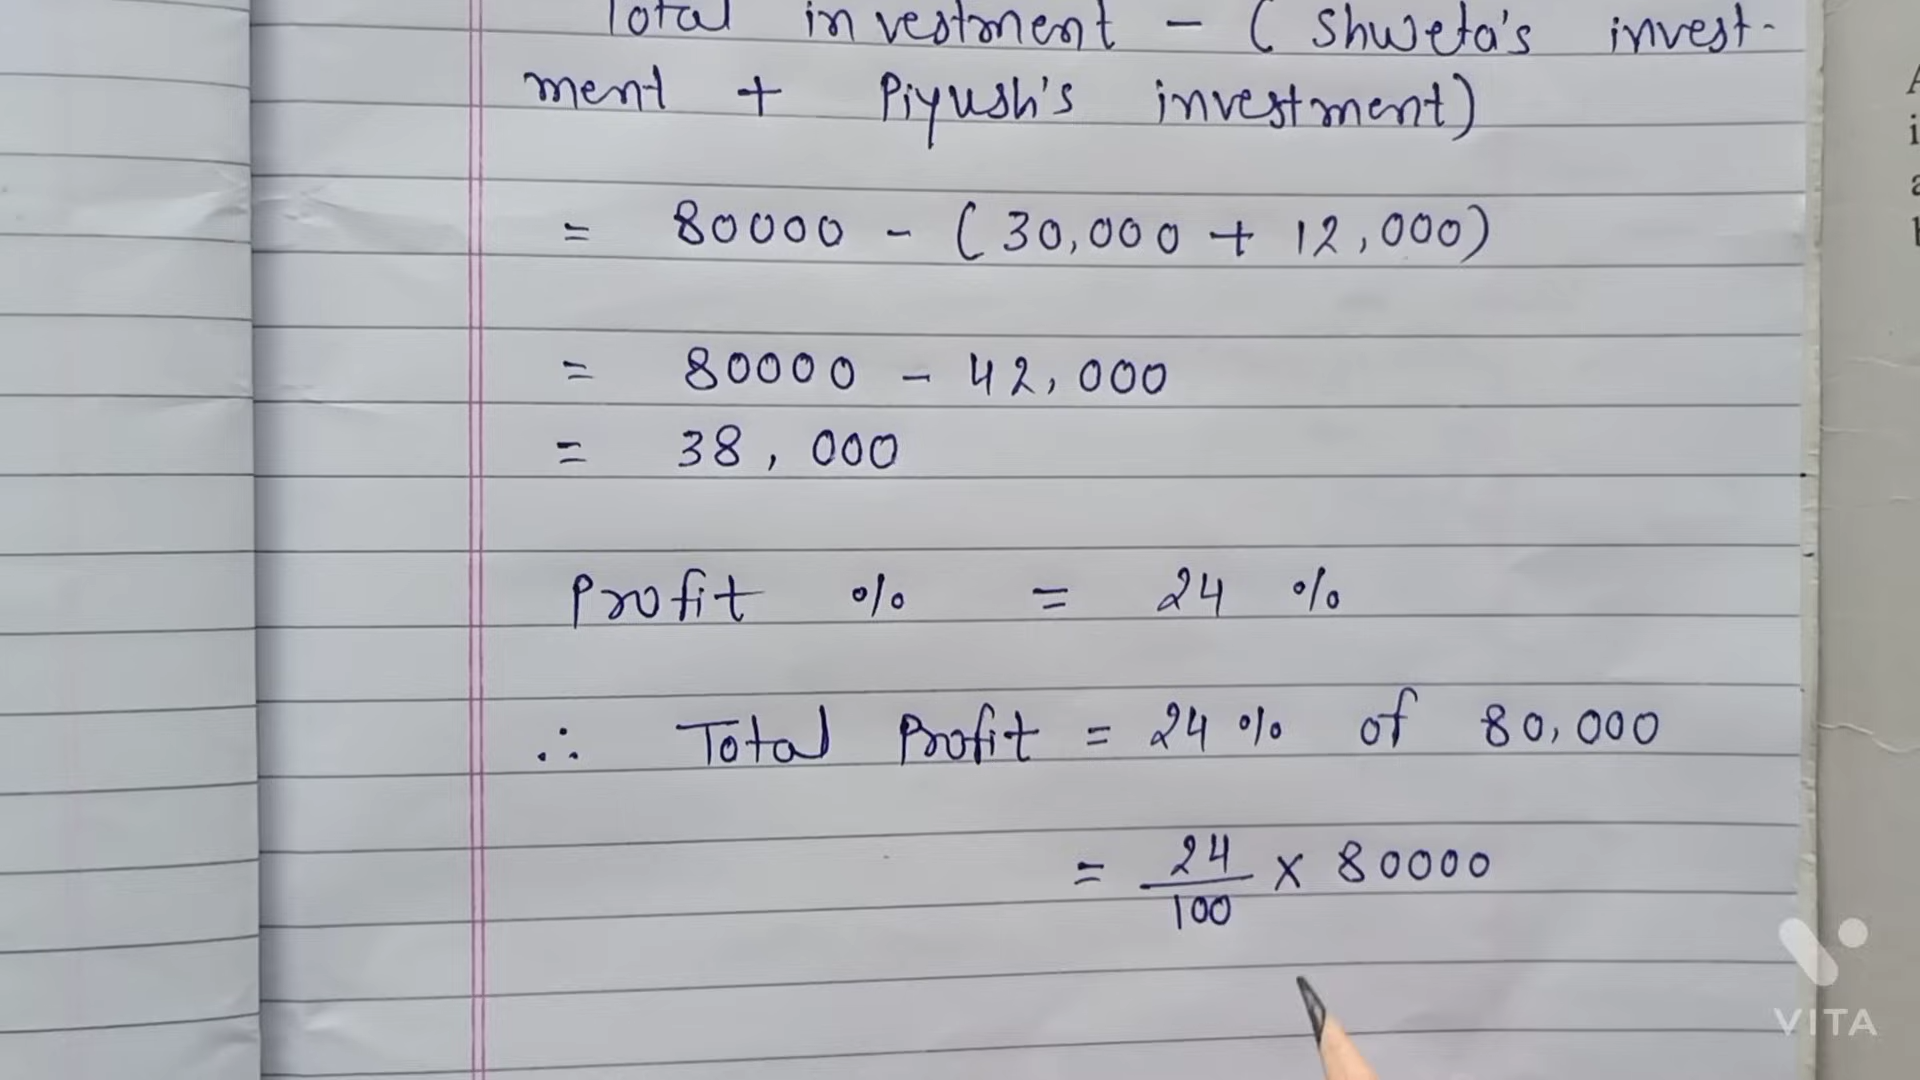 Total investment - ( Shweta's invest-
ment + Piyush's investment)
= 80000 - ( 30,000 + 12,000)
= 80000 - 42,000
= 38, 000
Profit % = 24 %
∴ Total Profit = 24 % of 80,000
= 24/100 × 80000
VITA